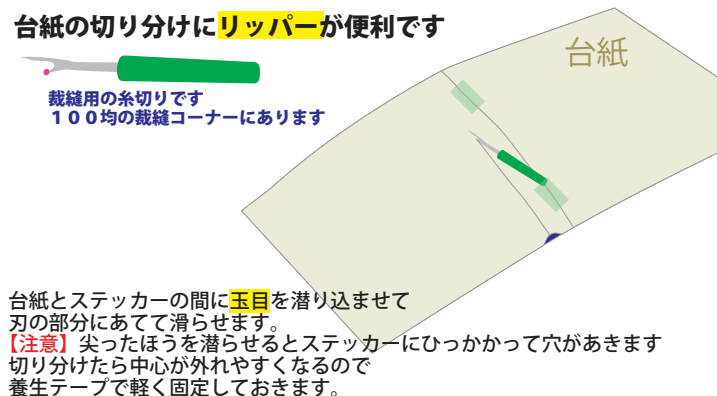 台紙の切り分けにリッパーが便利です
台紙
裁縫用の糸切りです
１００均の裁縫コーナーにあります
台紙とステッカーの間に玉目を潜り込ませて
刃の部分にあてて滑らせます。
【注意】尖ったほうを潜らせるとステッカーにひっかかって穴があきます
切り分けたら中心が外れやすくなるので
養生テープで軽く固定しておきます。